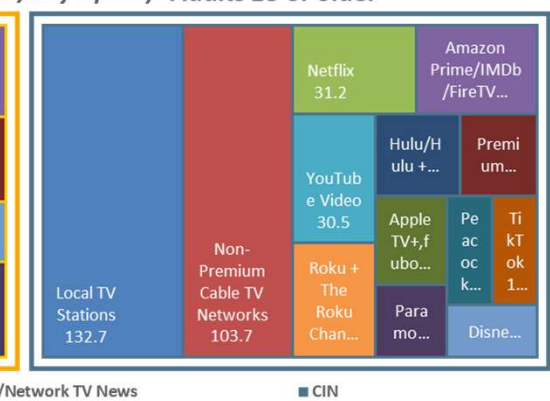 Netflix
31.2
Amazon
Prime/IMDb
/FireTV...
Hulu/H
ulu +...
Premi
um...
YouTub
e Video
30.5
Apple
TV+,f
ubo...
Pe
ac
oc
k...
Ti
kT
ok
1...
Non-
Premium
Cable TV
Networks
103.7
Local TV
Stations
132.7
Roku +
The
Roku
Chan...
Para
mo...
Disne...
/Network TV News
CIN